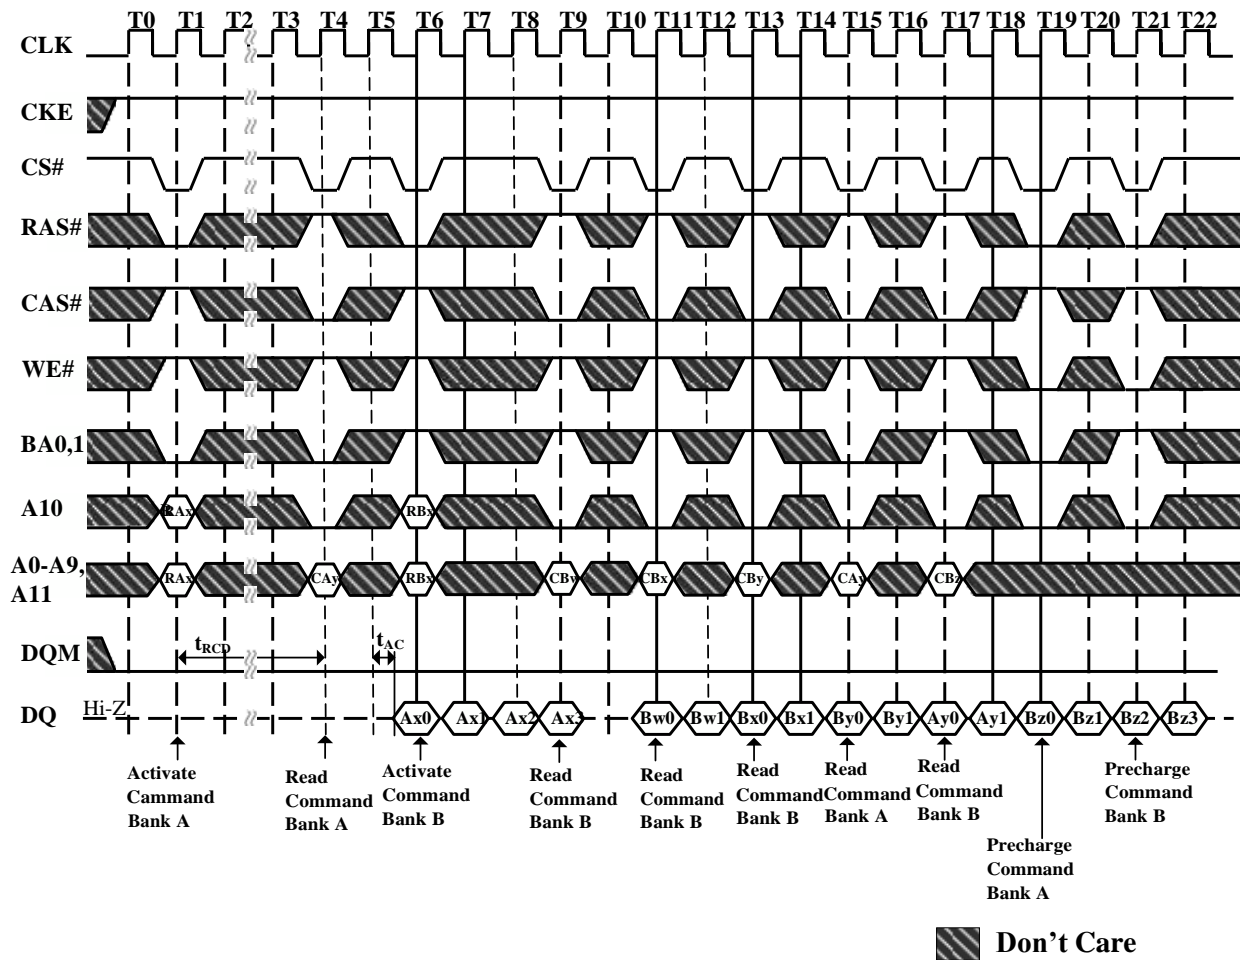 T0 T1 T2 T3 T4 T5 T6 T7 T8 T9 T10 T11 T12 T13 T14 T15 T16 T17 T18 T19 T20 T21 T22
CLK
CKE
CS#
RAS#
CAS#
WE#
BA0,1
A10 RAx RBx
A0-A9,
A11
RAx CAy RBx CBw CBx CBy CAy CBz
DQM tRCD tAC
DQ Hi-Z Ax0 Ax1 Ax2 Ax3 Bw0 Bw1 Bx0 Bx1 By0 By1 Ay0 Ay1 Bz0 Bz1 Bz2 Bz3
Activate
Cammand
Bank A
Read
Command
Bank A
Activate
Command
Bank B
Read
Command
Bank B
Read
Command
Bank B
Read
Command
Bank B
Read
Command
Bank A
Read
Command
Bank B
Precharge
Command
Bank A
Precharge
Command
Bank B
Don't Care